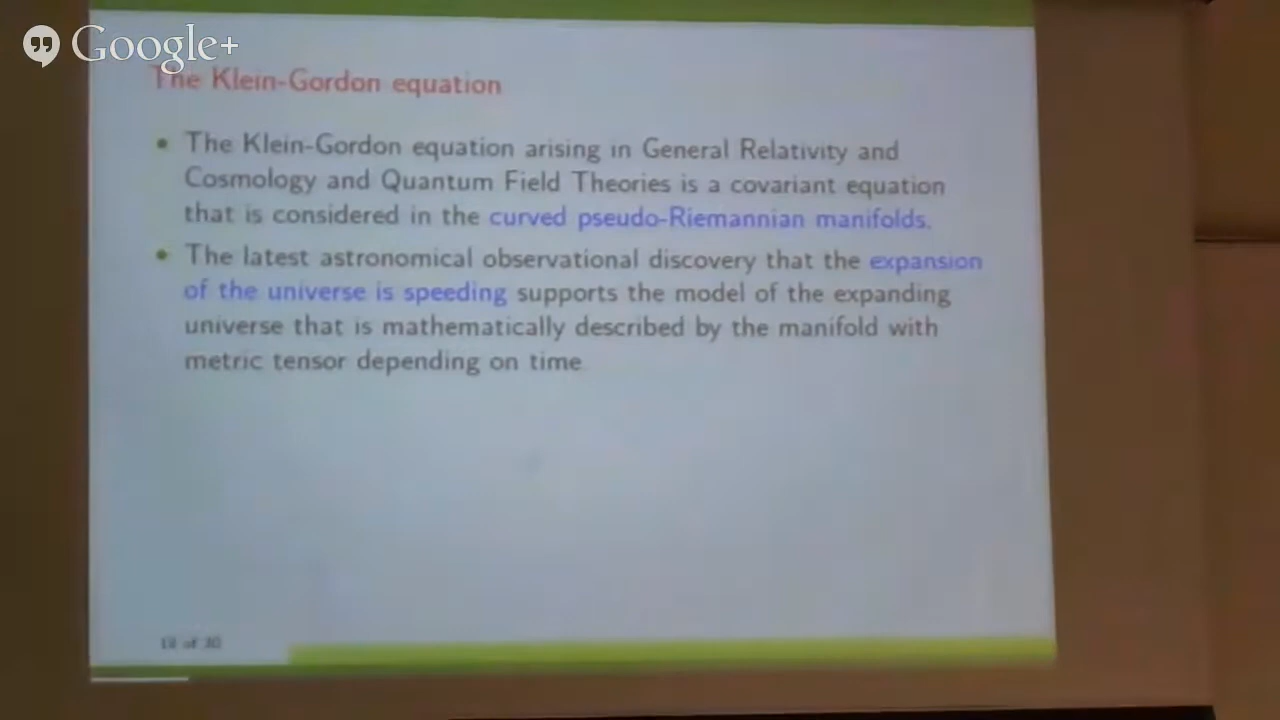 Google+
The Klein-Gordon equation
• The Klein-Gordon equation arising in General Relativity and
Cosmology and Quantum Field Theories is a covariant equation
that is considered in the curved pseudo-Riemannian manifolds.
• The latest astronomical observational discovery that the expansion
of the universe is speeding supports the model of the expanding
universe that is mathematically described by the manifold with
metric tensor depending on time
of 30